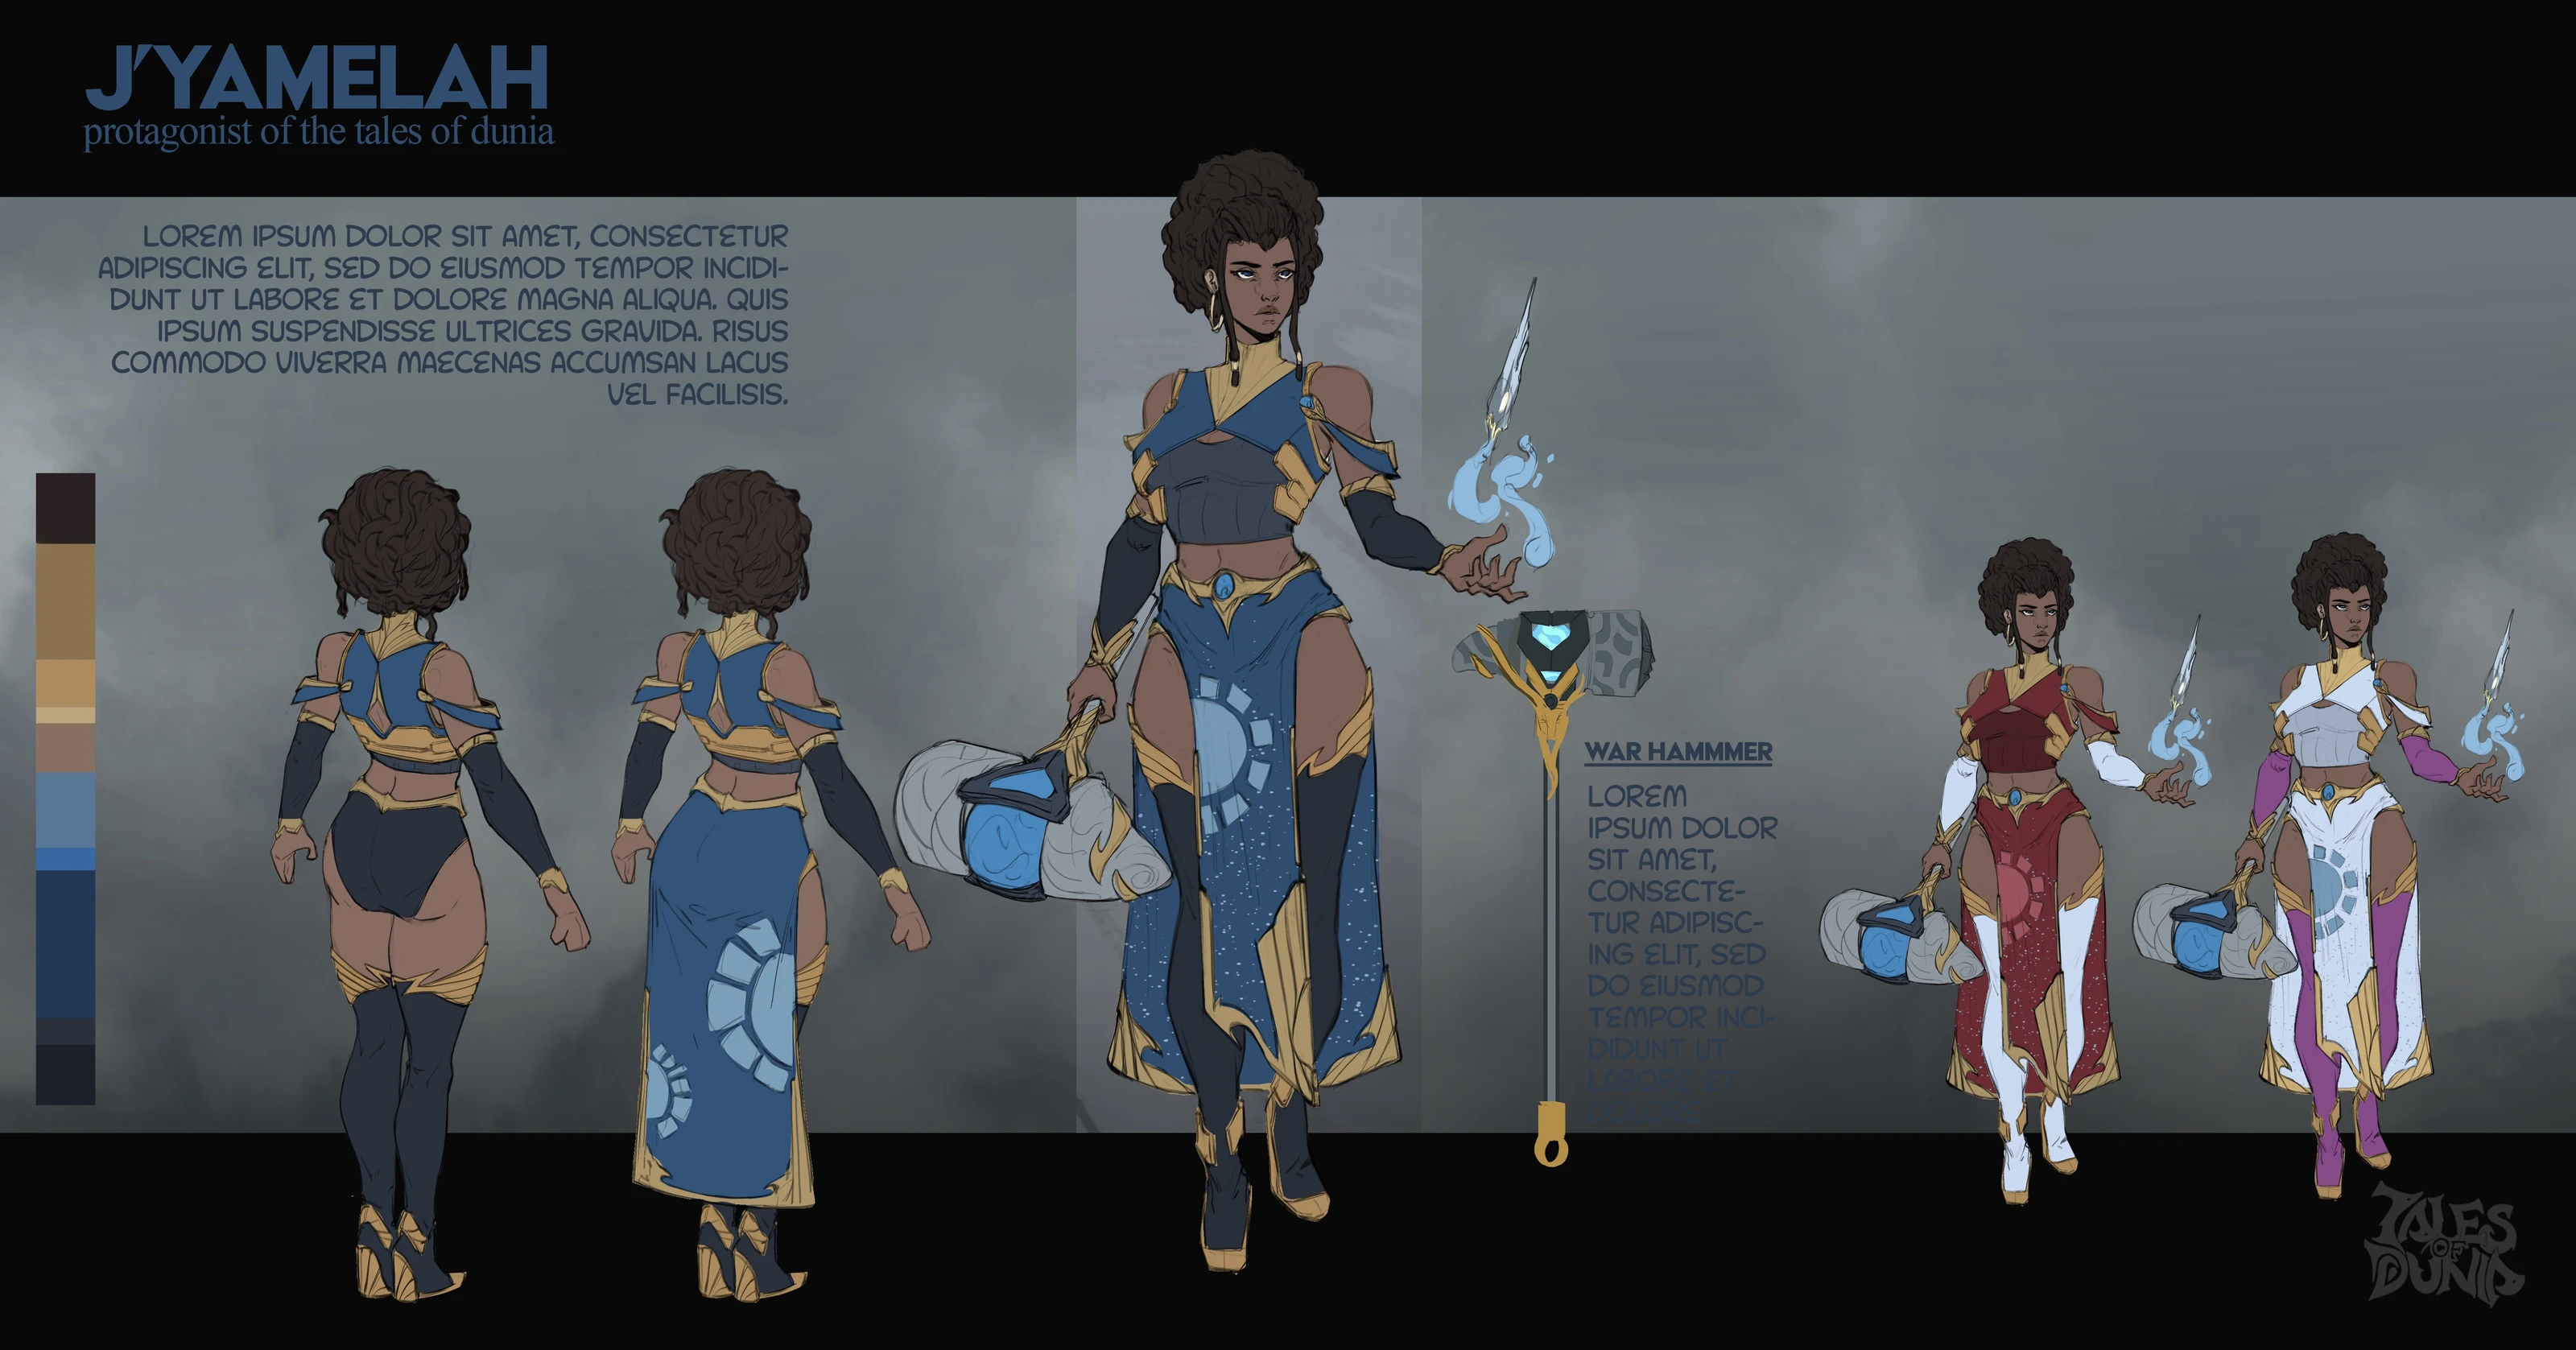 J'YAMELAH
protagonist of the tales of dunia
LOREM IPSUM DOLOR SIT AMET, CONSECTETUR
ADIPISCING ELIT, SED DO EIUSMOD TEMPOR INCIDI-
DUNT UT LABORE ET DOLORE MAGNA ALIQUA. QUIS
IPSUM SUSPENDISSE ULTRICES GRAVIDA. RISUS
COMMODO VIVERRA MAECENAS ACCUMSAN LACUS
VEL FACILISIS.
WAR HAMMMER
LOREM
IPSUM DOLOR
SIT AMET,
CONSECTE-
TUR ADIPISC-
ING ELIT, SED
DO EIUSMOD
TEMPOR INCI-
DIDUNT UT
LABORE ET
DOLORE
TALES
OF
DUNIA